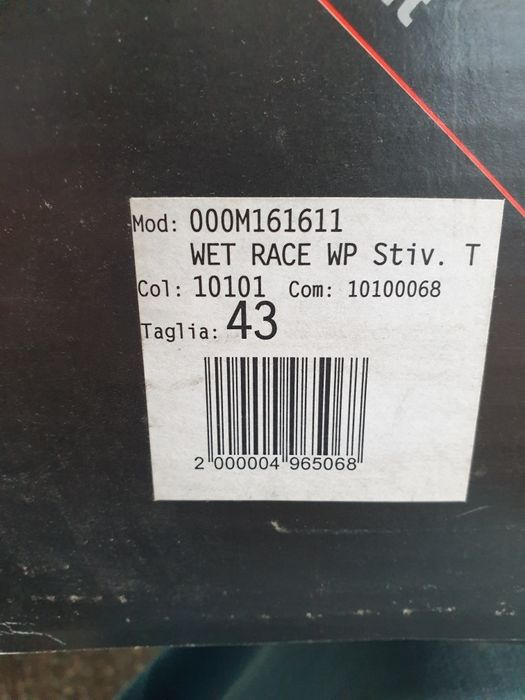 Mod: 000M161611
WET RACE WP Stiv. T
Col: 10101 Com: 10100068
Taglia: 43
2 000004 965068